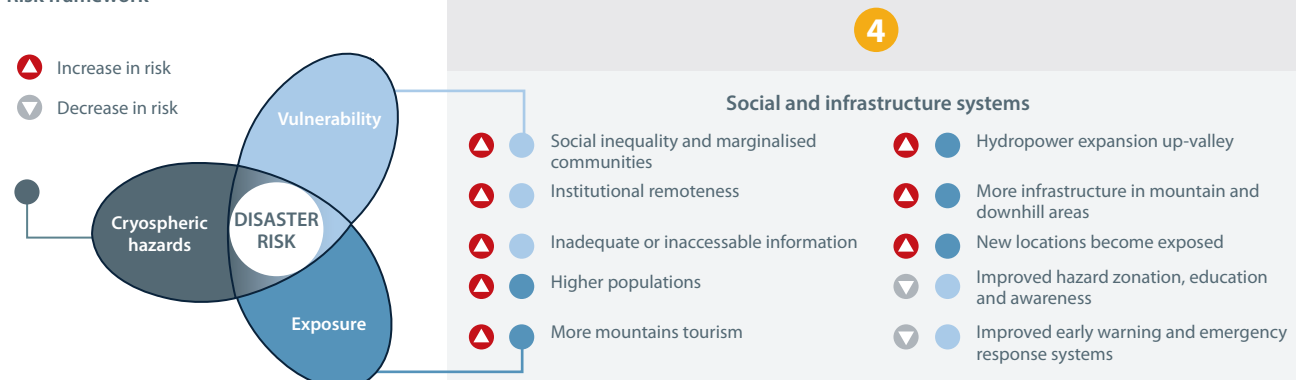 Risk framework
Increase in risk
Decrease in risk
Vulnerability
Cryospheric
hazards
DISASTER
RISK
Exposure
4
Social and infrastructure systems
Social inequality and marginalised
communities
Institutional remoteness
Inadequate or inaccessable information
Higher populations
More mountains tourism
Hydropower expansion up-valley
More infrastructure in mountain and
downhill areas
New locations become exposed
Improved hazard zonation, education
and awareness
Improved early warning and emergency
response systems